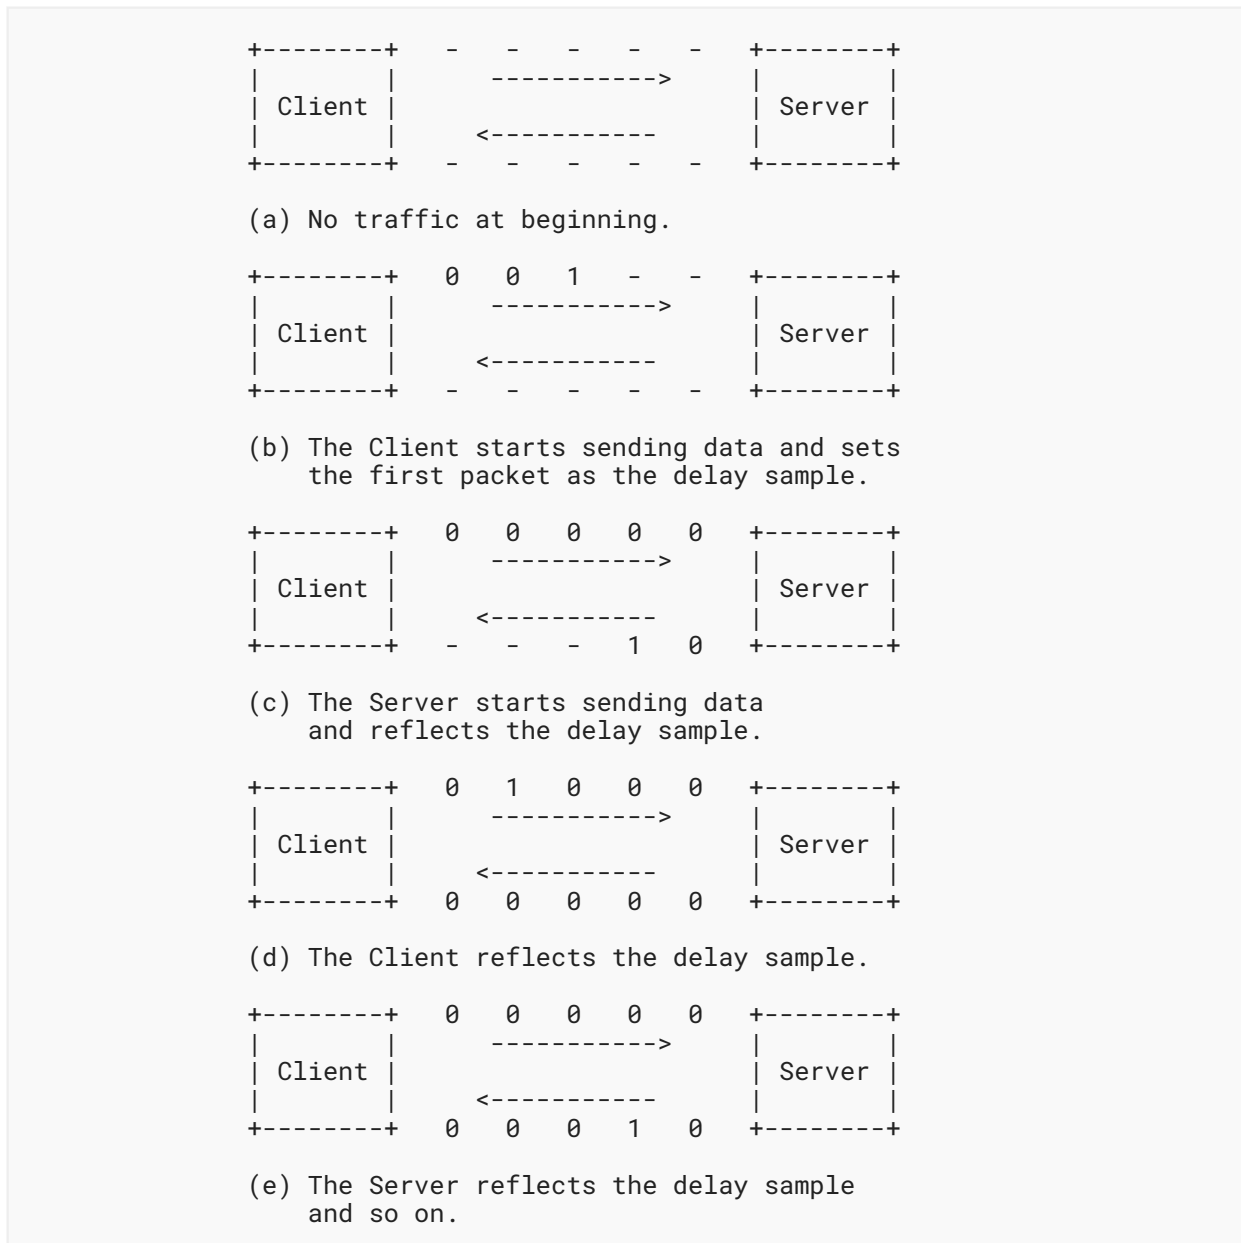 +--------+   -   -   -   -   -   +--------+
|        |      ----------->     |        |
| Client |                       | Server |
|        |     <-----------      |        |
+--------+   -   -   -   -   -   +--------+
(a) No traffic at beginning.
+--------+   0   0   1   -   -   +--------+
|        |      ----------->     |        |
| Client |                       | Server |
|        |     <-----------      |        |
+--------+   -   -   -   -   -   +--------+
(b) The Client starts sending data and sets
    the first packet as the delay sample.
+--------+   0   0   0   0   0   +--------+
|        |      ----------->     |        |
| Client |                       | Server |
|        |     <-----------      |        |
+--------+   -   -   -   1   0   +--------+
(c) The Server starts sending data
    and reflects the delay sample.
+--------+   0   1   0   0   0   +--------+
|        |      ----------->     |        |
| Client |                       | Server |
|        |     <-----------      |        |
+--------+   0   0   0   0   0   +--------+
(d) The Client reflects the delay sample.
+--------+   0   0   0   0   0   +--------+
|        |      ----------->     |        |
| Client |                       | Server |
|        |     <-----------      |        |
+--------+   0   0   0   1   0   +--------+
(e) The Server reflects the delay sample
    and so on.